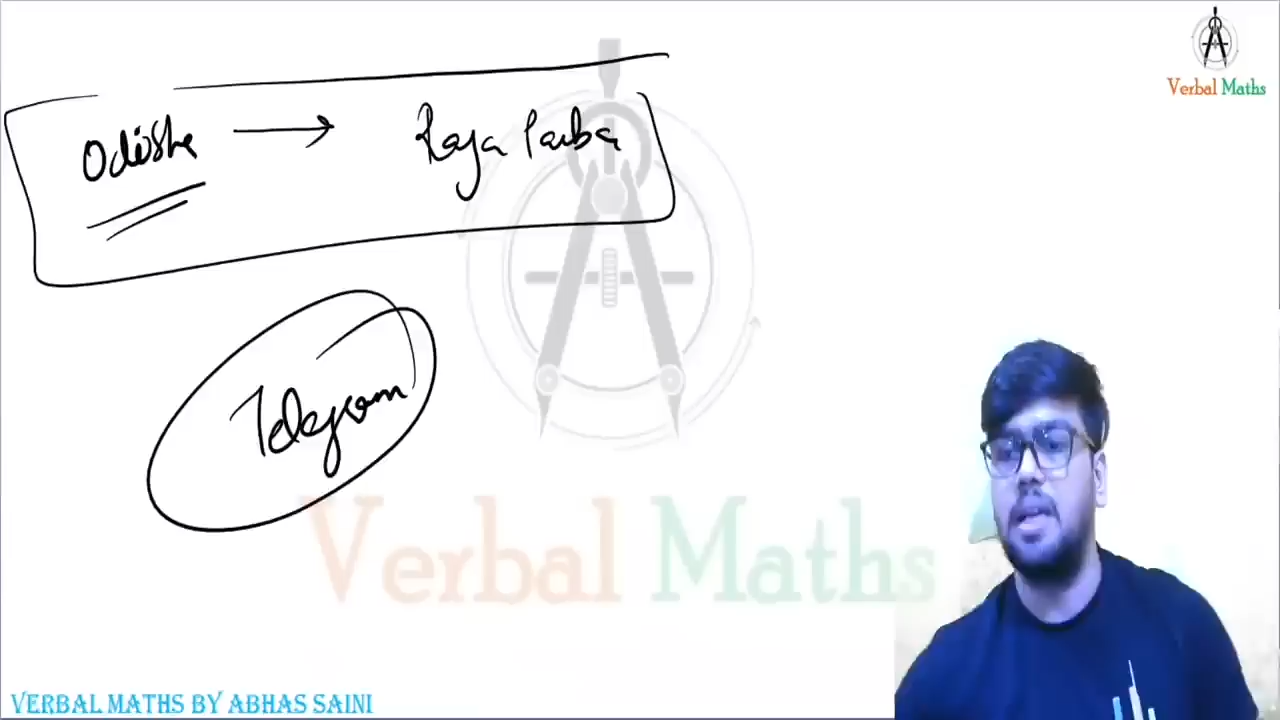 Verbal Maths
Odisha → Raja Parba
Telegram
Verbal Maths
VERBAL MATHS BY ABHAS SAINI